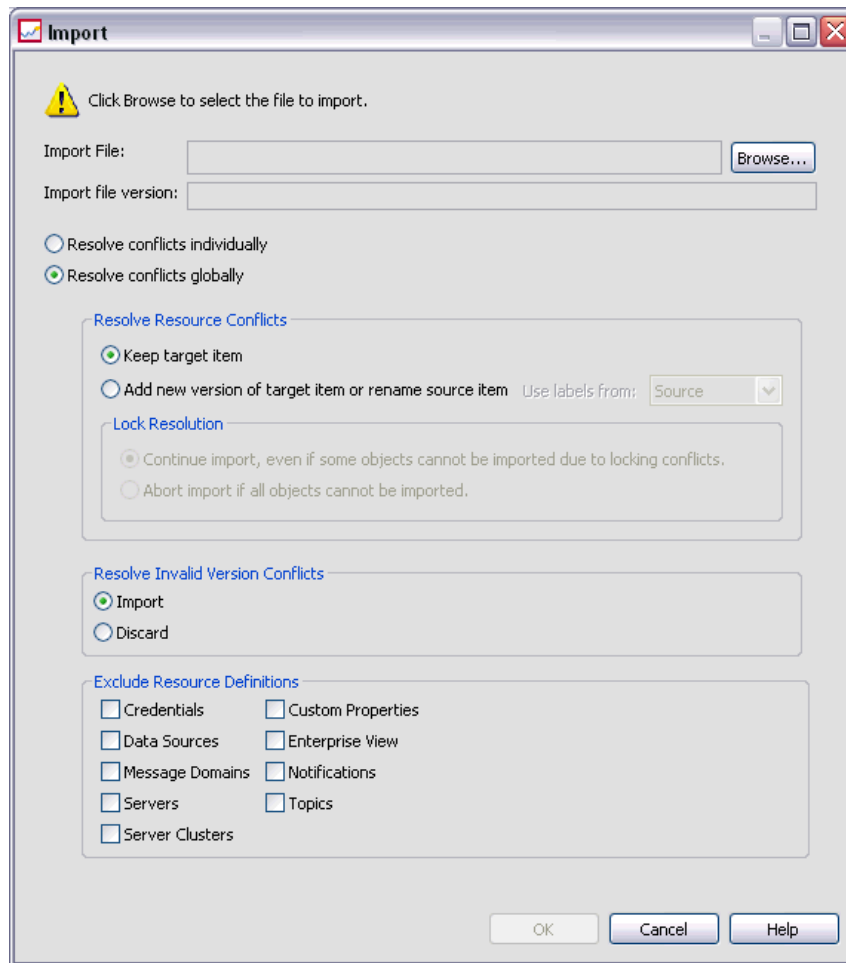 Import
Click Browse to select the file to import.
Import File:
Browse...
Import file version:
Resolve conflicts individually
Resolve conflicts globally
Resolve Resource Conflicts
Keep target item
Add new version of target item or rename source item Use labels from: Source
Lock Resolution
Continue import, even if some objects cannot be imported due to locking conflicts.
Abort import if all objects cannot be imported.
Resolve Invalid Version Conflicts
Import
Discard
Exclude Resource Definitions
Credentials Custom Properties
Data Sources Enterprise View
Message Domains Notifications
Servers Topics
Server Clusters
OK Cancel Help